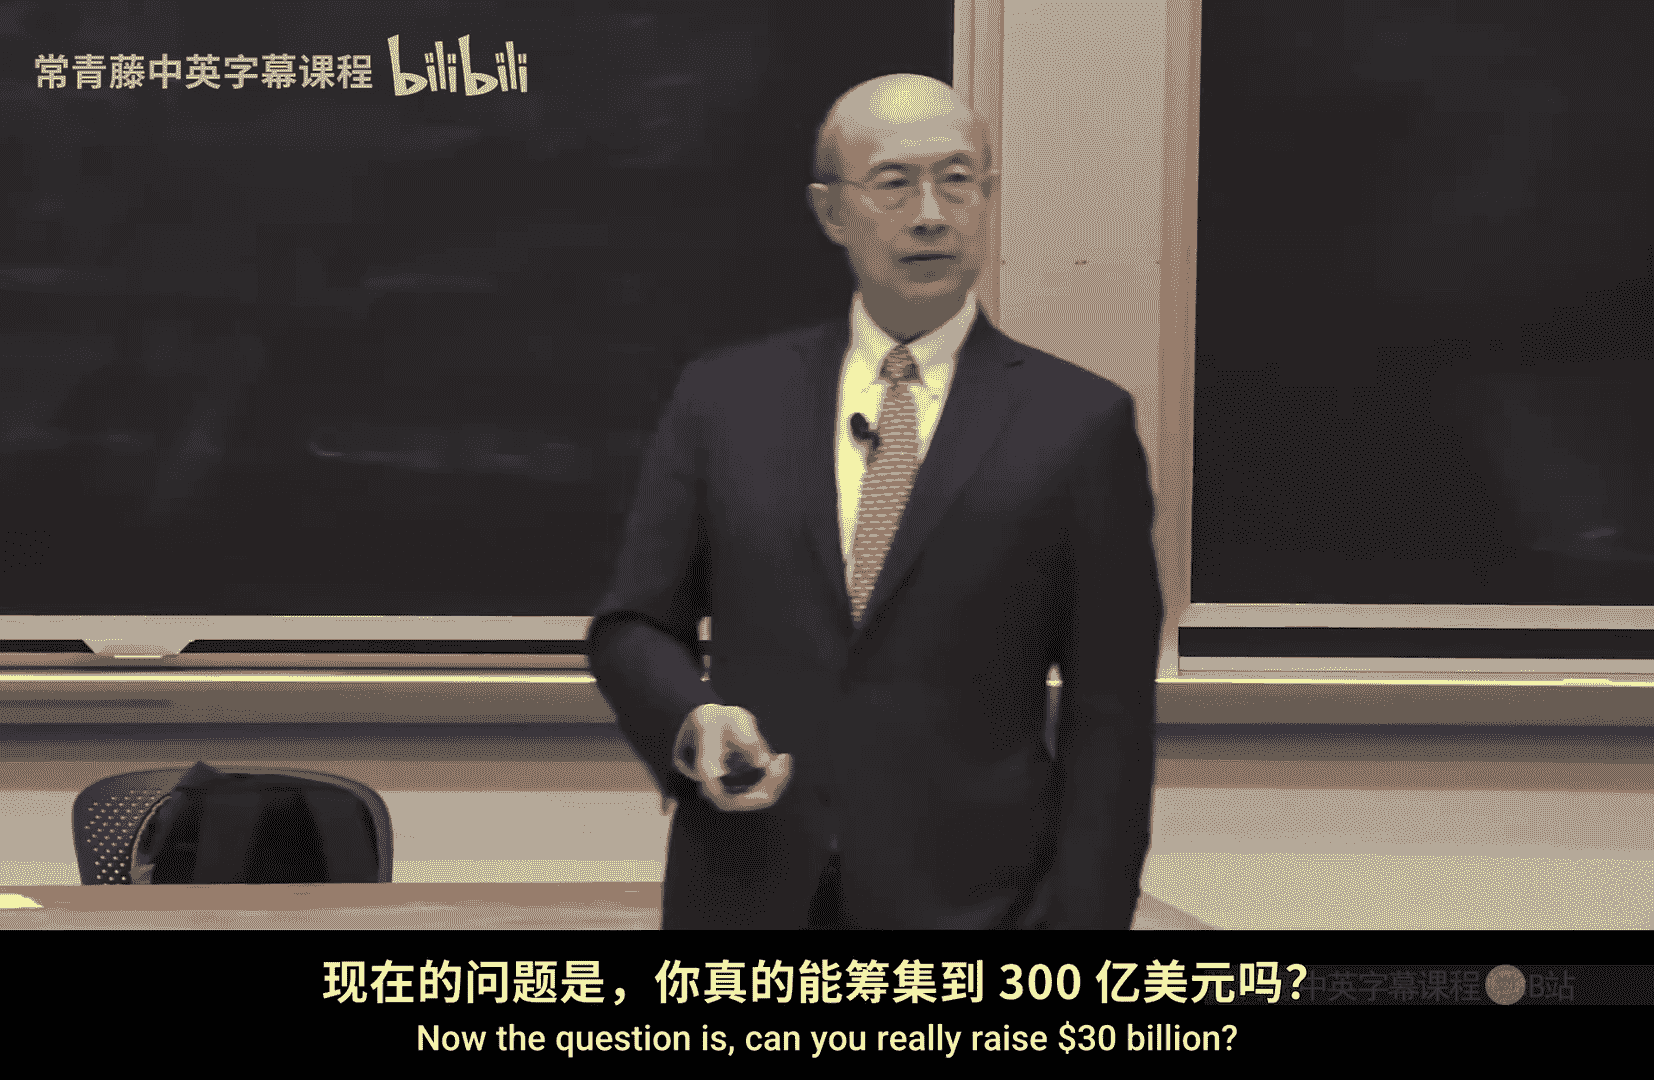 常青藤中英字幕课程 bilibili
现在的问题是，你真的能筹集到 300 亿美元吗？
中英字幕课程 B站
Now the question is, can you really raise $30 billion?